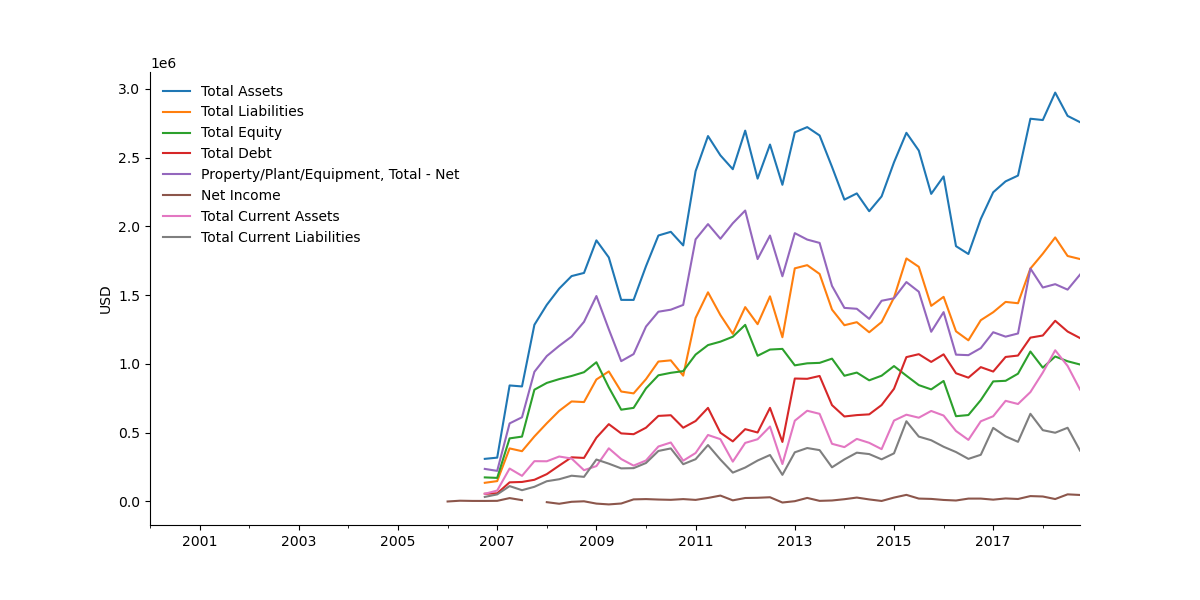 1e6
3.0
2.5
2.0
1.5
1.0
0.5
0.0
USD
Total Assets
Total Liabilities
Total Equity
Total Debt
Property/Plant/Equipment, Total - Net
Net Income
Total Current Assets
Total Current Liabilities
2001 2003 2005 2007 2009 2011 2013 2015 2017